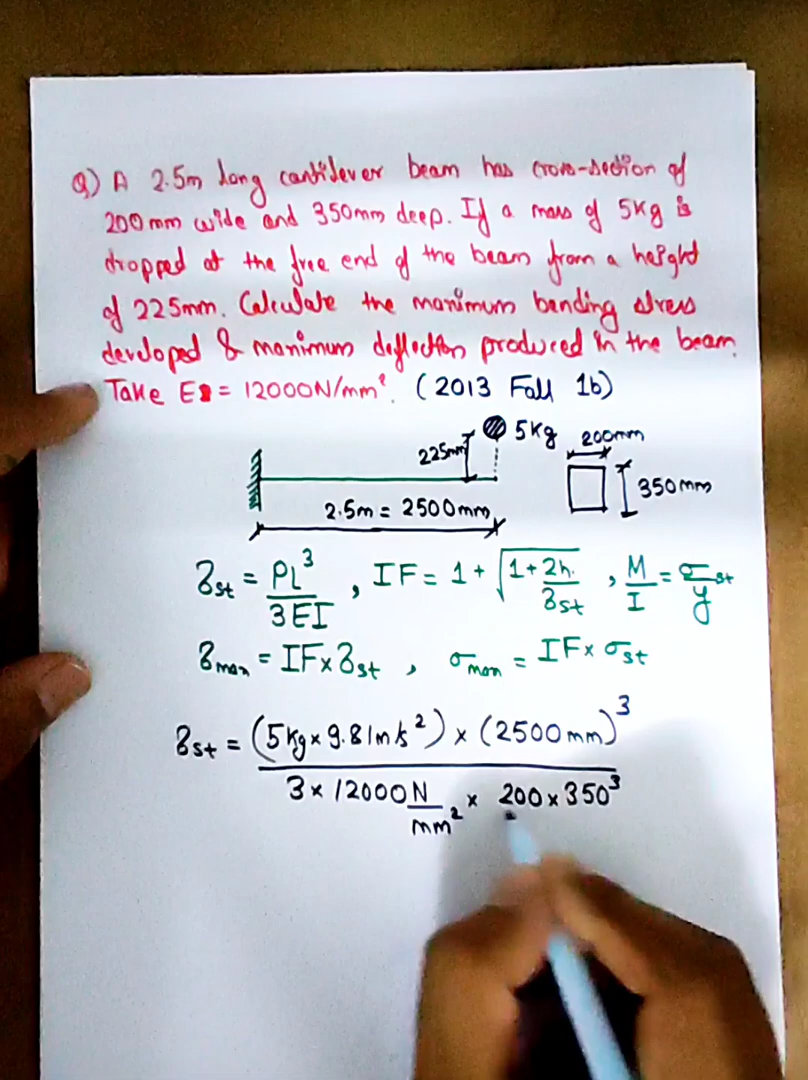 Q) A 2.5m long cantilever beam has cross-section of
200mm wide and 350mm deep. If a mass of 5kg is
dropped at the free end of the beam from a height
of 225mm. Calculate the maximum bending stress
developed & maximum deflection produced in the beam.
Take E = 12000N/mm². (2013 Fall 1b)
5kg
200mm
225mm
350mm
2.5m = 2500mm
δst = PL³/3EI , IF = 1 + √(1+2h/δst) , M/I = σst/y
δmax = IF x δst , σmax = IF x σst
δst = (5kg x 9.81m/s²) x (2500mm)³
3 x 12000N/mm² x 200x350³